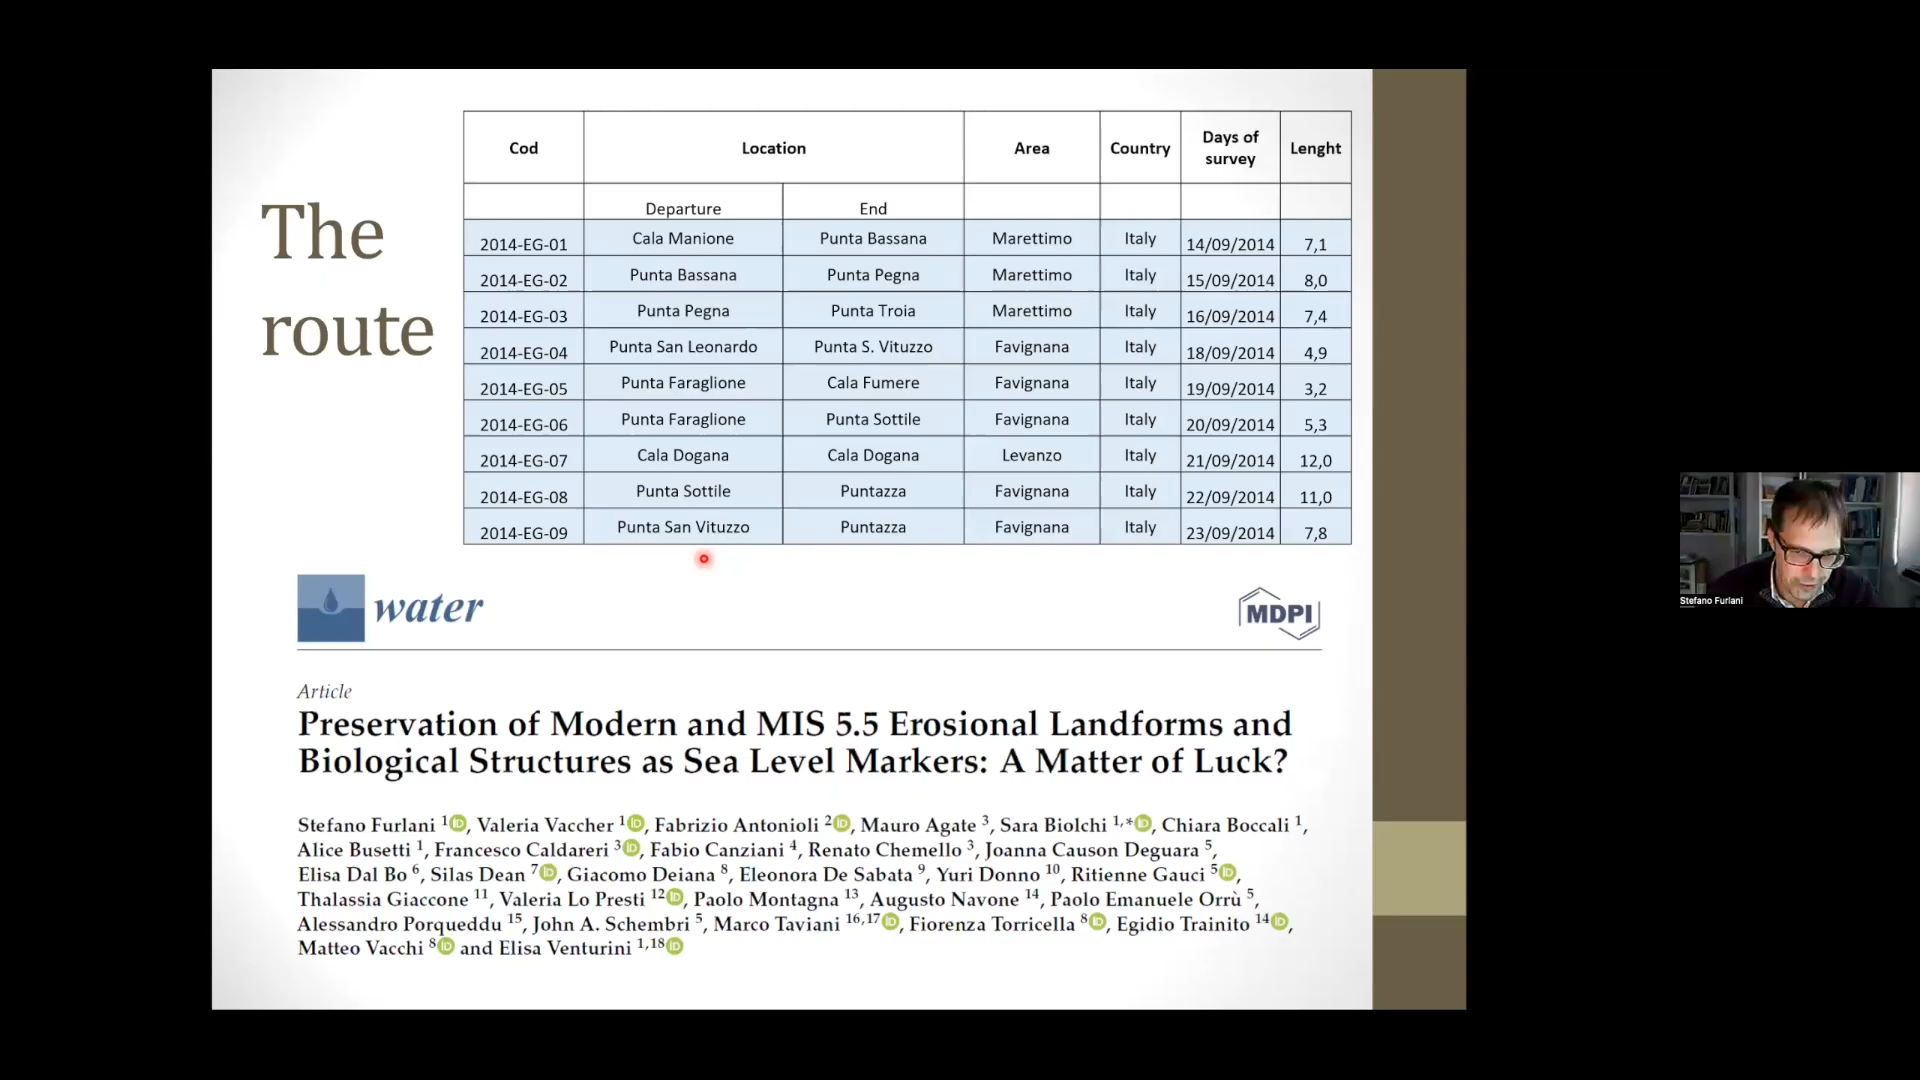 The
route
Cod Location Area Country Days of survey Lenght
Departure End
2014-EG-01 Cala Manione Punta Bassana Marettimo Italy 14/09/2014 7,1
2014-EG-02 Punta Bassana Punta Pegna Marettimo Italy 15/09/2014 8,0
2014-EG-03 Punta Pegna Punta Troia Marettimo Italy 16/09/2014 7,4
2014-EG-04 Punta San Leonardo Punta S. Vituzzo Favignana Italy 18/09/2014 4,9
2014-EG-05 Punta Faraglione Cala Fumere Favignana Italy 19/09/2014 3,2
2014-EG-06 Punta Faraglione Punta Sottile Favignana Italy 20/09/2014 5,3
2014-EG-07 Cala Dogana Cala Dogana Levanzo Italy 21/09/2014 12,0
2014-EG-08 Punta Sottile Puntazza Favignana Italy 22/09/2014 11,0
2014-EG-09 Punta San Vituzzo Puntazza Favignana Italy 23/09/2014 7,8
water MDPI
Article
Preservation of Modern and MIS 5.5 Erosional Landforms and
Biological Structures as Sea Level Markers: A Matter of Luck?
Stefano Furlani 1 iD, Valeria Vaccher 1 iD, Fabrizio Antonioli 2 iD, Mauro Agate 3, Sara Biolchi 1,* iD, Chiara Boccali 1,
Alice Busetti 1, Francesco Caldareri 3 iD, Fabio Canziani 4, Renato Chemello 3, Joanna Causon Deguara 5,
Elisa Dal Bo 6, Silas Dean 7 iD, Giacomo Deiana 8, Eleonora De Sabata 9, Yuri Donno 10, Ritienne Gauci 5 iD,
Thalassia Giaccone 11, Valeria Lo Presti 12 iD, Paolo Montagna 13, Augusto Navone 14, Paolo Emanuele Orrù 5,
Alessandro Porqueddu 15, John A. Schembri 5, Marco Taviani 16,17 iD, Fiorenza Torricella 8 iD, Egidio Trainito 14 iD,
Matteo Vacchi 8 iD and Elisa Venturini 1,18 iD
Stefano Furlani